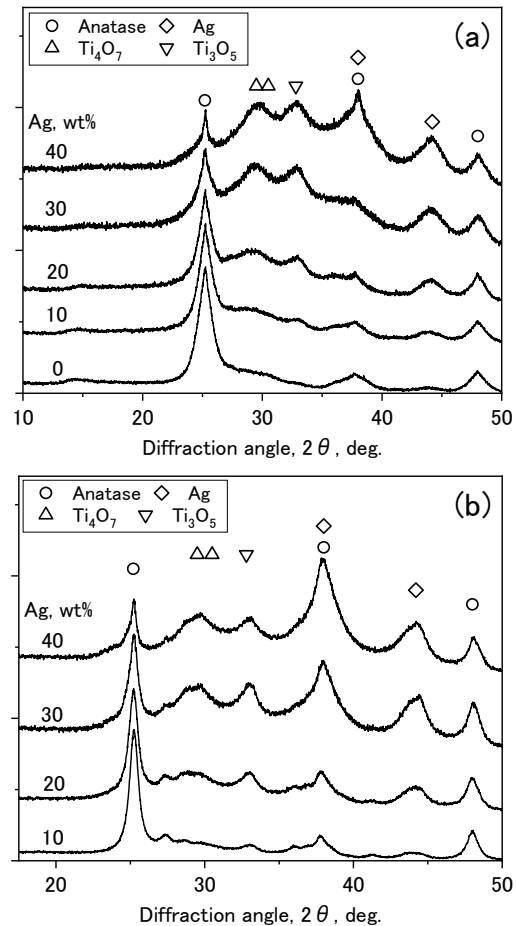 ○ Anatase ◇ Ag
△ Ti₄O₇ ▽ Ti₃O₅
(a)
Ag, wt%
40
30
20
10
0
10 20 30 40 50
Diffraction angle, 2θ, deg.
○ Anatase ◇ Ag
△ Ti₄O₇ ▽ Ti₃O₅
(b)
Ag, wt%
40
30
20
10
20 30 40 50
Diffraction angle, 2θ, deg.